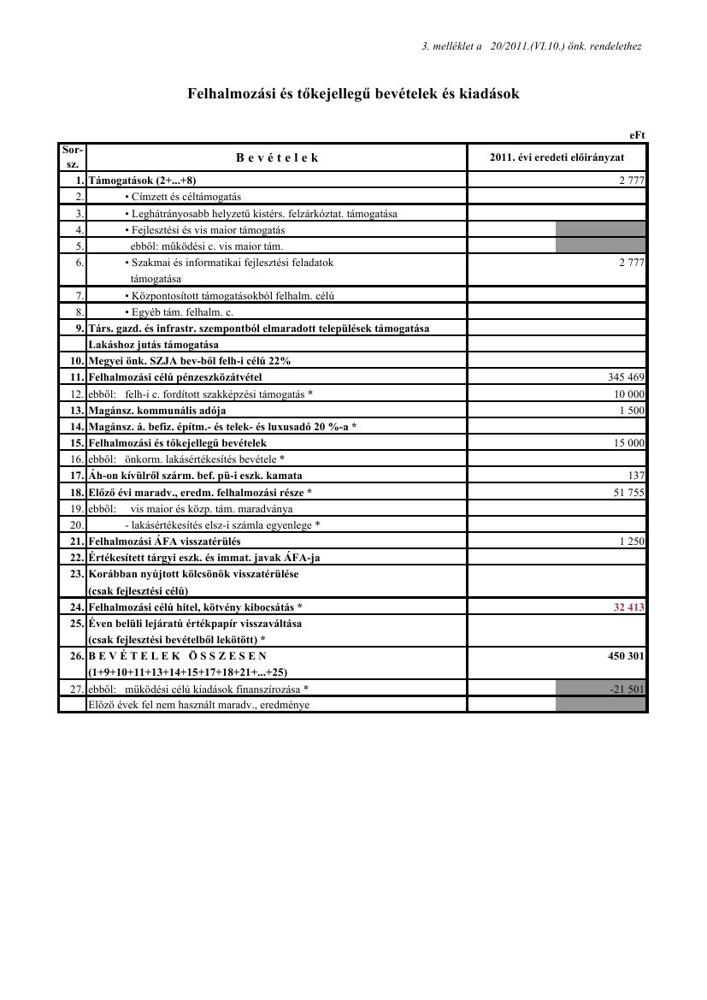 3. melléklet a   20/2011.(VI.10.) önk. rendelethez
Felhalmozási és tőkejellegű bevételek és kiadások
eFt
Sor-
sz.
B e v é t e l e k
2011. évi eredeti előirányzat
1. Támogatások (2+...+8) 2 777
2. • Címzett és céltámogatás
3. • Leghátrányosabb helyzetű kistérs. felzárkóztat. támogatása
4. • Fejlesztési és vis maior támogatás
5. ebből: működési c. vis maior tám.
6. • Szakmai és informatikai fejlesztési feladatok 2 777
támogatása
7. • Központosított támogatásokból felhalm. célú
8. • Egyéb tám. felhalm. c.
9. Társ. gazd. és infrastr. szempontból elmaradott települések támogatása
Lakáshoz jutás támogatása
10. Megyei önk. SZJA bev-ből felh-i célú 22%
11. Felhalmozási célú pénzeszközátvétel 345 469
12. ebből: felh-i c. fordított szakképzési támogatás * 10 000
13. Magánsz. kommunális adója 1 500
14. Magánsz. á. befiz. építm.- és telek- és luxusadó 20 %-a *
15. Felhalmozási és tőkejellegű bevételek 15 000
16. ebből: önkorm. lakásértékesítés bevétele *
17. Áh-on kívülről szárm. bef. pü-i eszk. kamata 137
18. Előző évi maradv., eredm. felhalmozási része * 51 755
19. ebből: vis maior és közp. tám. maradványa
20. - lakásértékesítés elsz-i számla egyenlege *
21. Felhalmozási ÁFA visszatérülés 1 250
22. Értékesített tárgyi eszk. és immat. javak ÁFA-ja
23. Korábban nyújtott kölcsönök visszatérülése
(csak fejlesztési célú)
24. Felhalmozási célú hitel, kötvény kibocsátás * 32 413
25. Éven belüli lejáratú értékpapír visszaváltása
(csak fejlesztési bevételből lekötött) *
26. B E V É T E L E K   Ö S S Z E S E N 450 301
(1+9+10+11+13+14+15+17+18+21+...+25)
27. ebből: működési célú kiadások finanszírozása * -21 501
Előző évek fel nem használt maradv., eredménye